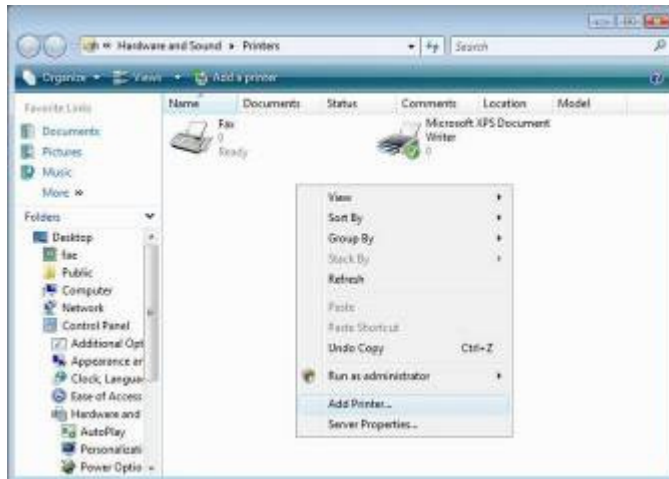 Hardware and Sound ▸ Printers
Search
Organize Views Add a printer
Favorite Links
Documents
Pictures
Music
More »
Folders
Desktop
fae
Public
Computer
Network
Control Panel
Additional Opt
Appearance an
Clock, Languag
Ease of Access
Hardware and
AutoPlay
Personalizati
Power Optio
Name Documents Status Comments Location Model
Fax
0
Ready
Microsoft XPS Document
Writer
0
View
Sort By
Group By
Stack By
Refresh
Paste
Paste Shortcut
Undo Copy Ctrl+Z
Run as administrator
Add Printer...
Server Properties...